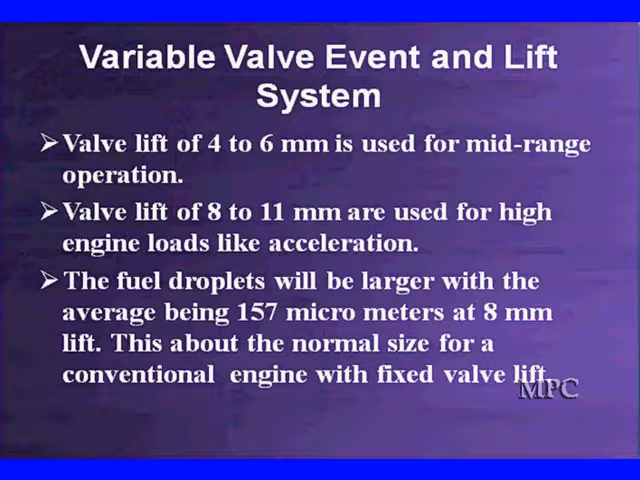 Variable Valve Event and Lift
System
➢Valve lift of 4 to 6 mm is used for mid-range
operation.
➢Valve lift of 8 to 11 mm are used for high
engine loads like acceleration.
➢The fuel droplets will be larger with the
average being 157 micro meters at 8 mm
lift. This about the normal size for a
conventional engine with fixed valve lift.
MPC